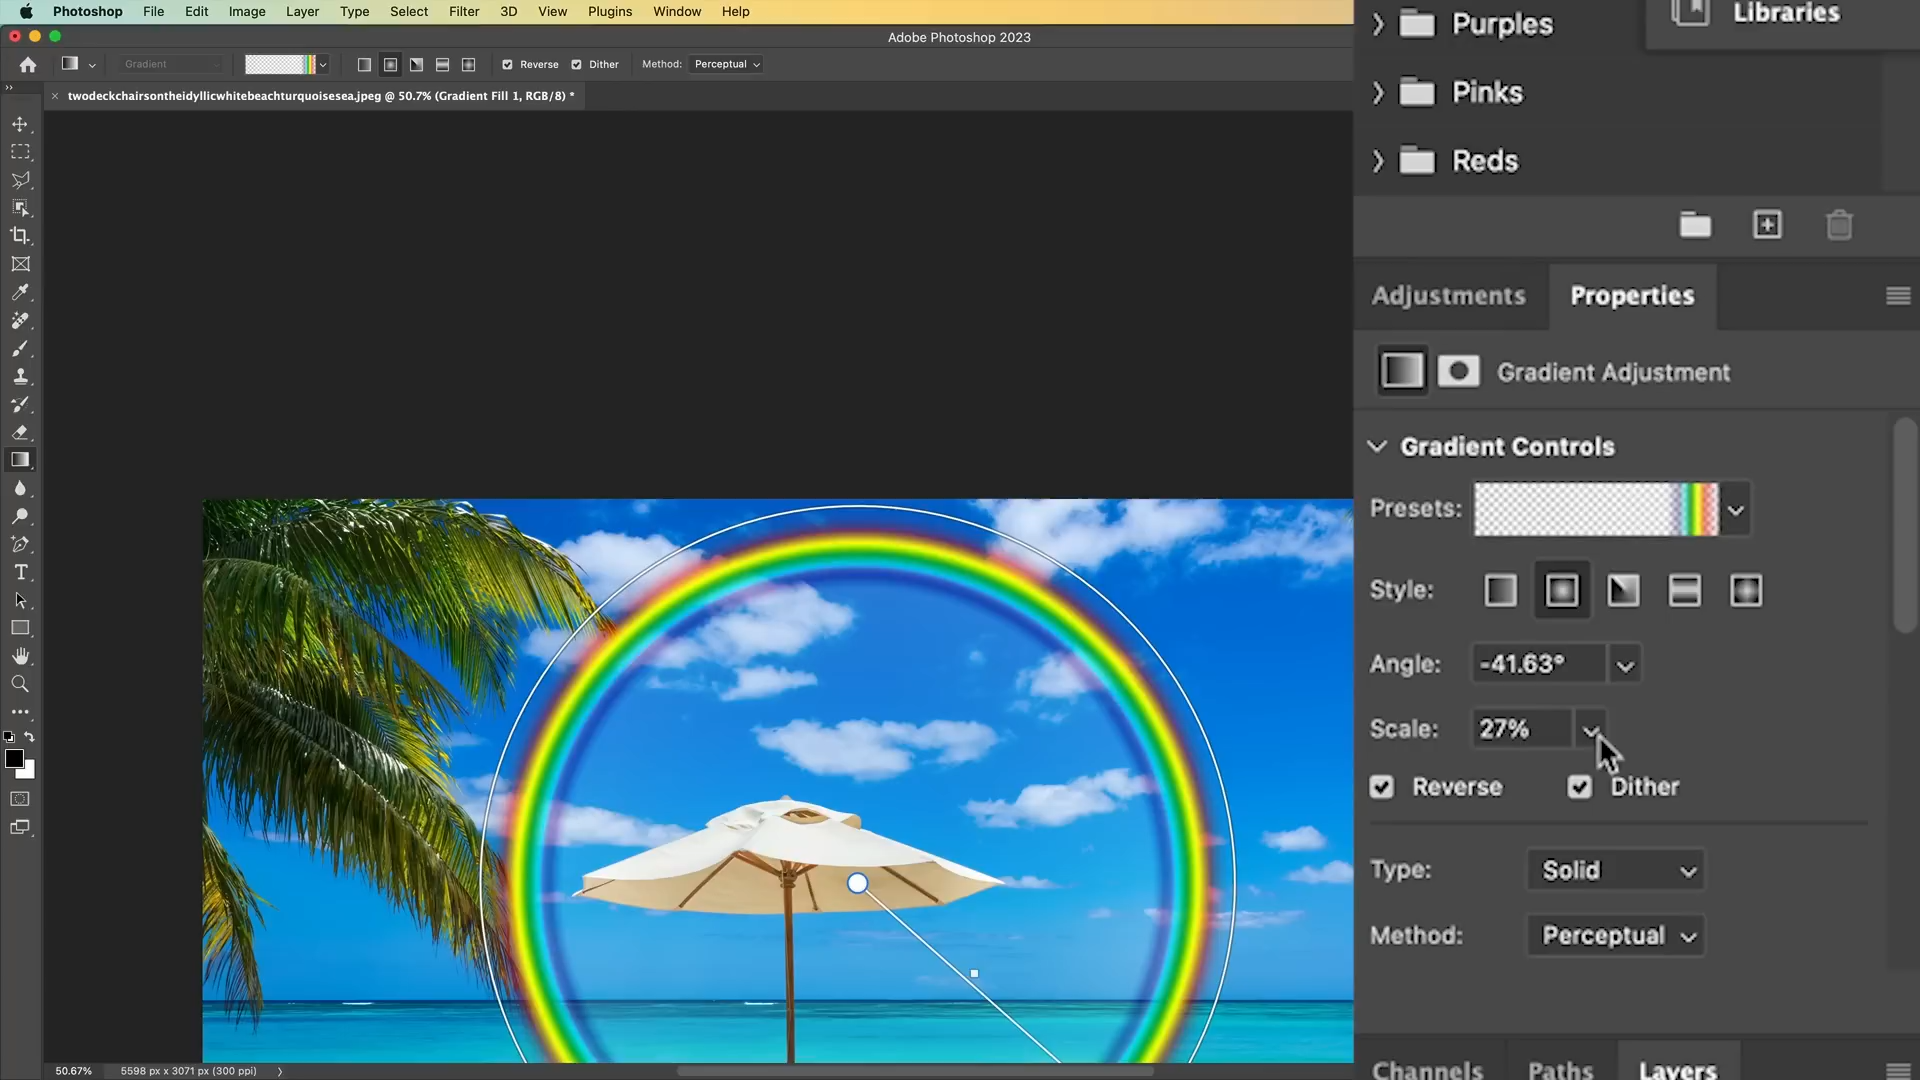 Photoshop File Edit Image Layer Type Select Filter 3D View Plugins Window Help
Adobe Photoshop 2023
Gradient Reverse Dither Method: Perceptual
twodeckchairsontheidyllicwhitebeachturquoisesea.jpeg @ 50.7% (Gradient Fill 1, RGB/8) *
Libraries
Purples
Pinks
Reds
Adjustments Properties
Gradient Adjustment
Gradient Controls
Presets:
Style:
Angle: -41.63°
Scale: 27%
Reverse Dither
Type: Solid
Method: Perceptual
Channels Paths Layers
50.67% 5598 px x 3071 px (300 ppi)